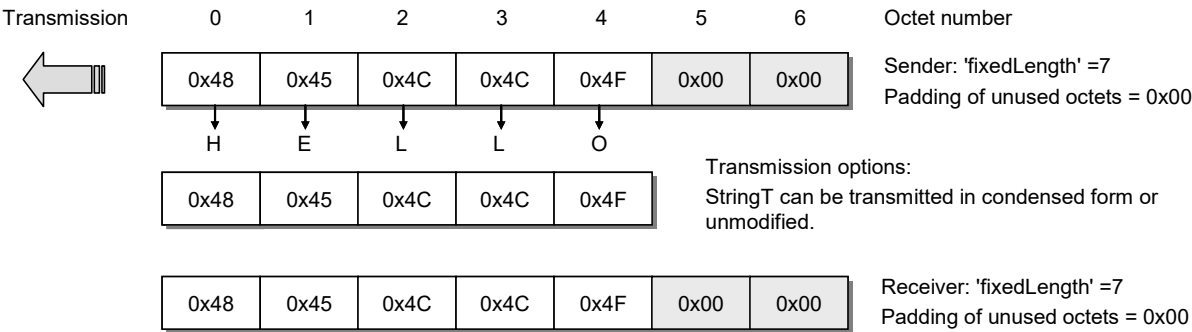 Transmission 0 1 2 3 4 5 6 Octet number
0x48 0x45 0x4C 0x4C 0x4F 0x00 0x00
Sender: 'fixedLength' =7
Padding of unused octets = 0x00
H E L L O
Transmission options:
StringT can be transmitted in condensed form or
unmodified.
0x48 0x45 0x4C 0x4C 0x4F
0x48 0x45 0x4C 0x4C 0x4F 0x00 0x00
Receiver: 'fixedLength' =7
Padding of unused octets = 0x00